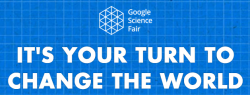 Google
Science
Fair
IT'S YOUR TURN TO
CHANGE THE WORLD